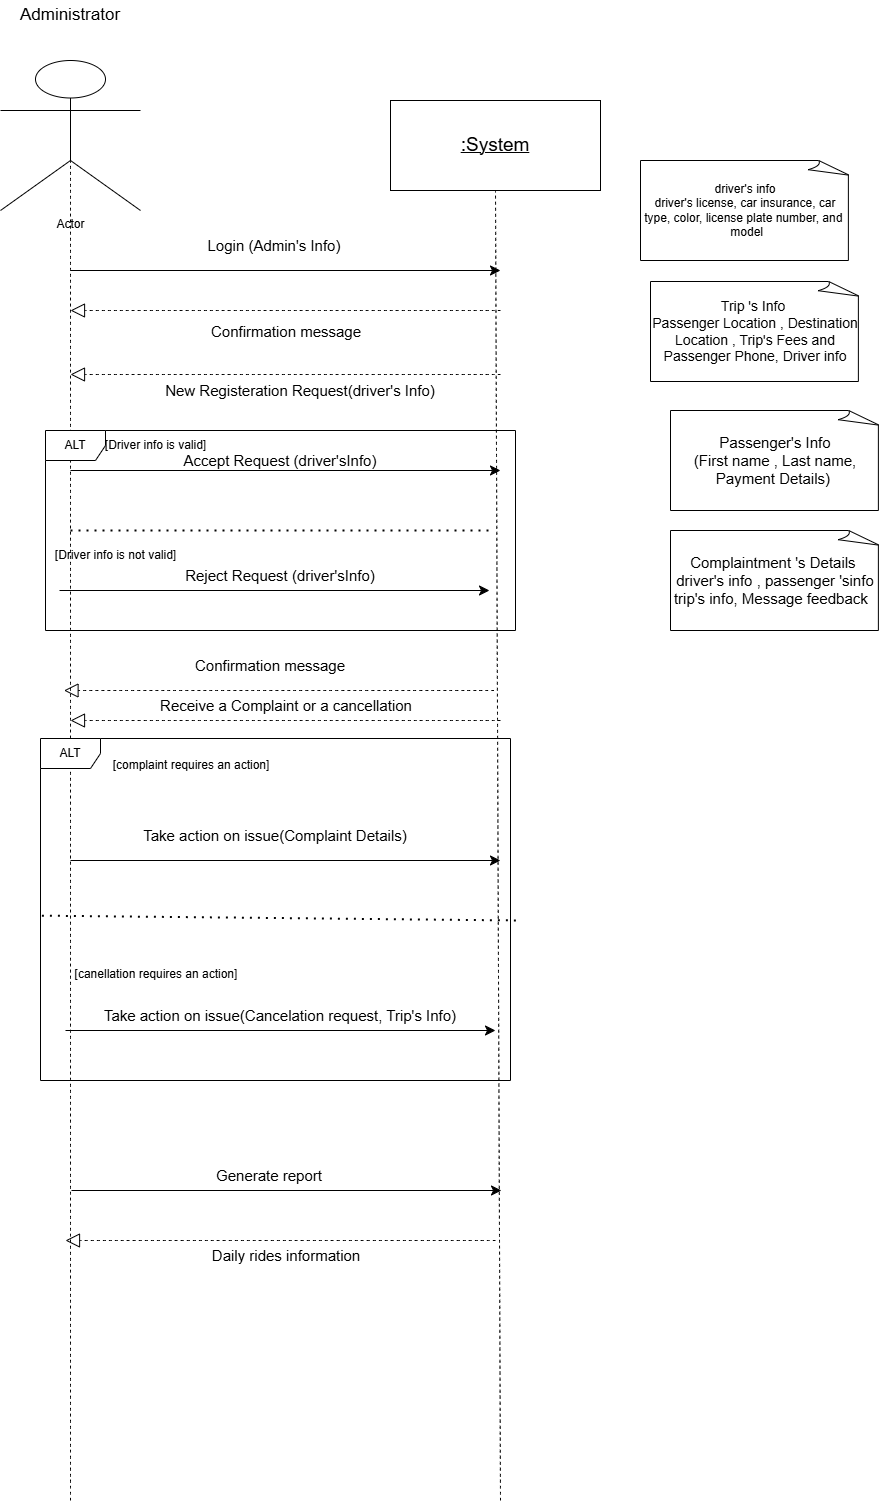 Administrator
:System
Actor
driver's info
driver's license, car insurance, car
type, color, license plate number, and
model
Login (Admin's Info)
Trip 's Info
Passenger Location , Destination
Location , Trip's Fees and
Passenger Phone, Driver info
Confirmation message
New Registeration Request(driver's Info)
ALT
[Driver info is valid]
Accept Request (driver'sInfo)
Passenger's Info
(First name , Last name,
Payment Details)
[Driver info is not valid]
Reject Request (driver'sInfo)
Complaintment 's Details
driver's info , passenger 'sinfo
trip's info, Message feedback
Confirmation message
Receive a Complaint or a cancellation
ALT
[complaint requires an action]
Take action on issue(Complaint Details)
[canellation requires an action]
Take action on issue(Cancelation request, Trip's Info)
Generate report
Daily rides information